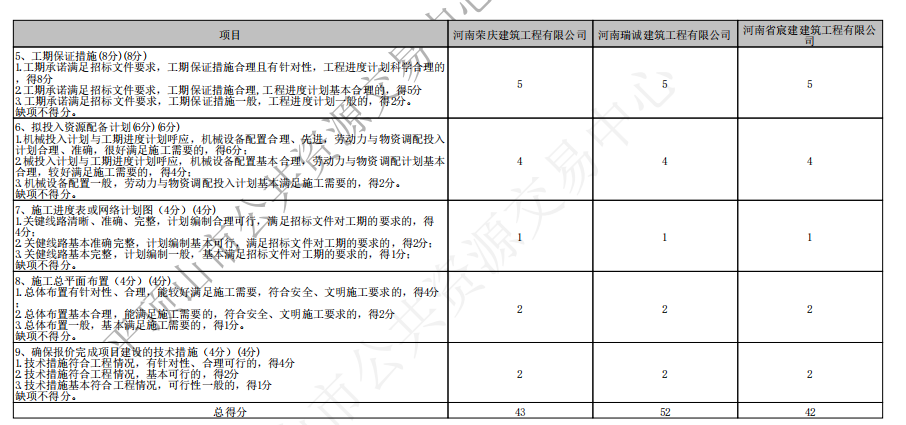 项目 河南荣庆建筑工程有限公司 河南瑞诚建筑工程有限公司 河南省宸建建筑工程有限公司
5、工期保证措施(8分)(8分)
1.工期承诺满足招标文件要求，工期保证措施合理且有针对性，工程进度计划科学合理的
，得8分
2.工期承诺满足招标文件要求，工期保证措施合理,工程进度计划基本合理的，得5分
3.工期承诺满足招标文件要求，工期保证措施一般，工程进度计划一般的，得2分。
缺项不得分。
5 5 5
6、拟投入资源配备计划(6分)(6分)
1.机械投入计划与工期进度计划呼应，机械设备配置合理、先进，劳动力与物资调配投入
计划合理、准确，很好满足施工需要的，得6分；
2.械投入计划与工期进度计划呼应，机械设备配置基本合理、劳动力与物资调配计划基本
合理，较好满足施工需要的，得4分；
3.机械设备配置一般，劳动力与物资调配投入计划基本满足施工需要的，得2分。
缺项不得分。
4 4 4
7、施工进度表或网络计划图（4分）(4分)
1.关键线路清晰、准确、完整，计划编制合理可行，满足招标文件对工期的要求的，得
4分；
2.关健线路基本准确完整，计划编制基本可行，满足招标文件对工期的要求的，得2分；
3.关健线路基本完整，计划编制一般，基本满足招标文件对工期的要求的，得1分；
缺项不得分。
1 1 1
8、施工总平面布置（4分）(4分)
1.总体布置有针对性、合理，能较好满足施工需要，符合安全、文明施工要求的，得4分
；
2.总体布置基本合理，能满足施工需要的，符合安全、文明施工要求的，得2分
3.总体布置一般，基本满足施工需要的，得1分。
缺项不得分。
2 2 2
9、确保报价完成项目建设的技术措施（4分）(4分)
1.技术措施符合工程情况，有针对性、合理可行的，得4分
2.技术措施符合工程情况，基本可行的，得2分
3.技术措施基本符合工程情况，可行性一般的，得1分
缺项不得分。
2 2 2
总得分 43 52 42
平顶山市公共资源交易中心
山市公共资源交易中心